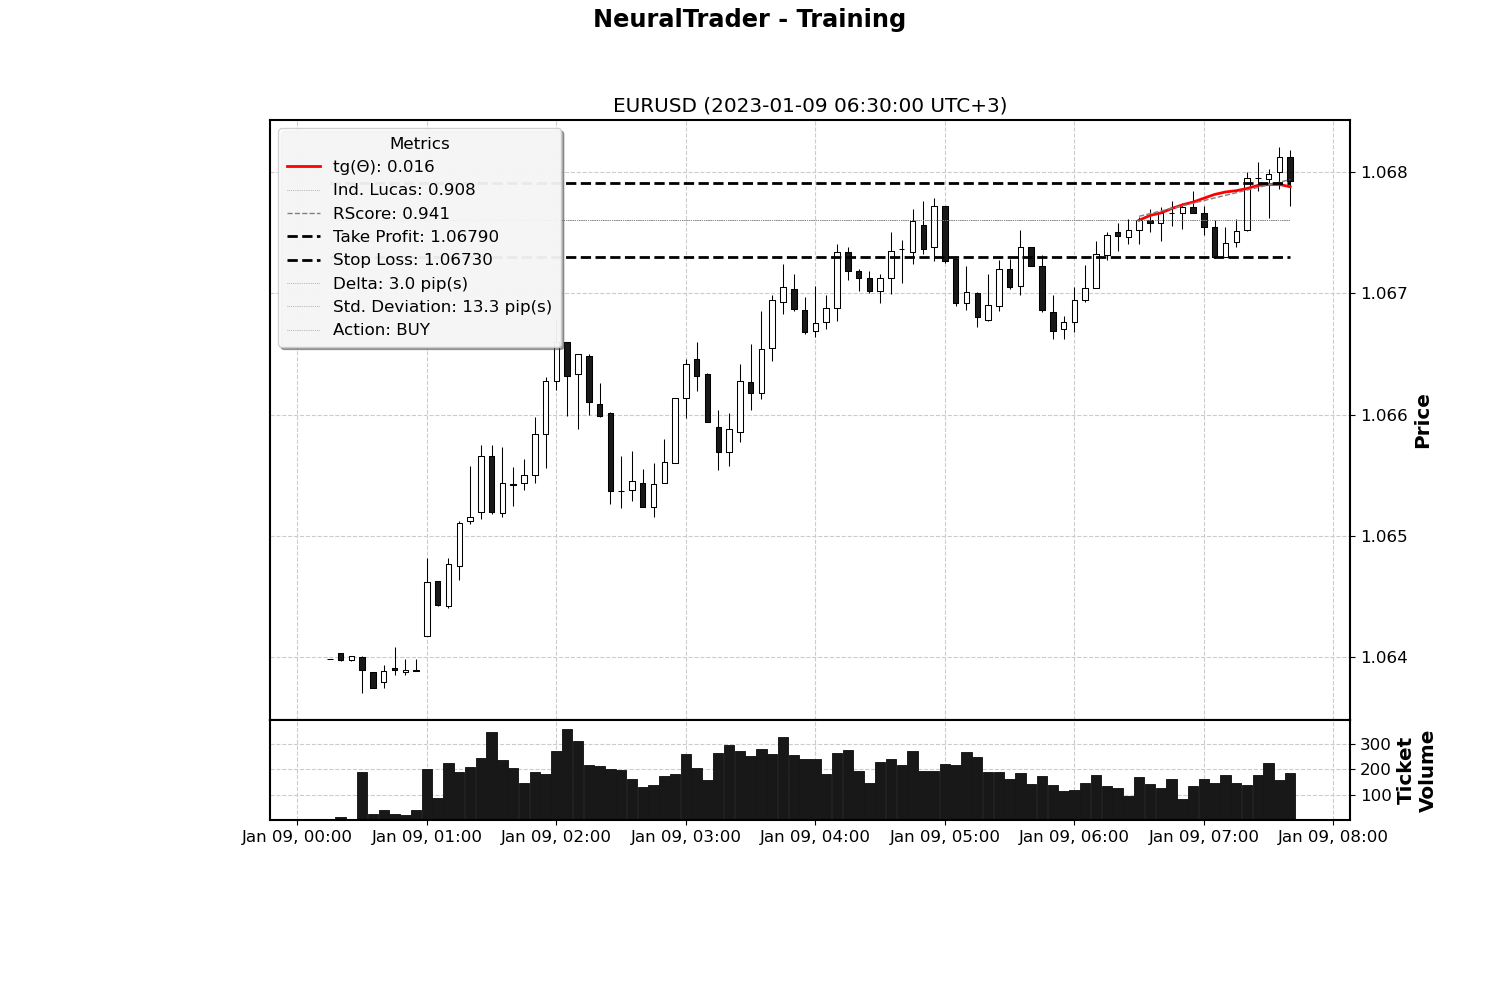 NeuralTrader - Training
EURUSD (2023-01-09 06:30:00 UTC+3)
Metrics
tg(Θ): 0.016
Ind. Lucas: 0.908
RScore: 0.941
Take Profit: 1.06790
Stop Loss: 1.06730
Delta: 3.0 pip(s)
Std. Deviation: 13.3 pip(s)
Action: BUY
1.068
1.067
1.066
1.065
1.064
Price
300
200
100
Ticket
Volume
Jan 09, 00:00
Jan 09, 01:00
Jan 09, 02:00
Jan 09, 03:00
Jan 09, 04:00
Jan 09, 05:00
Jan 09, 06:00
Jan 09, 07:00
Jan 09, 08:00